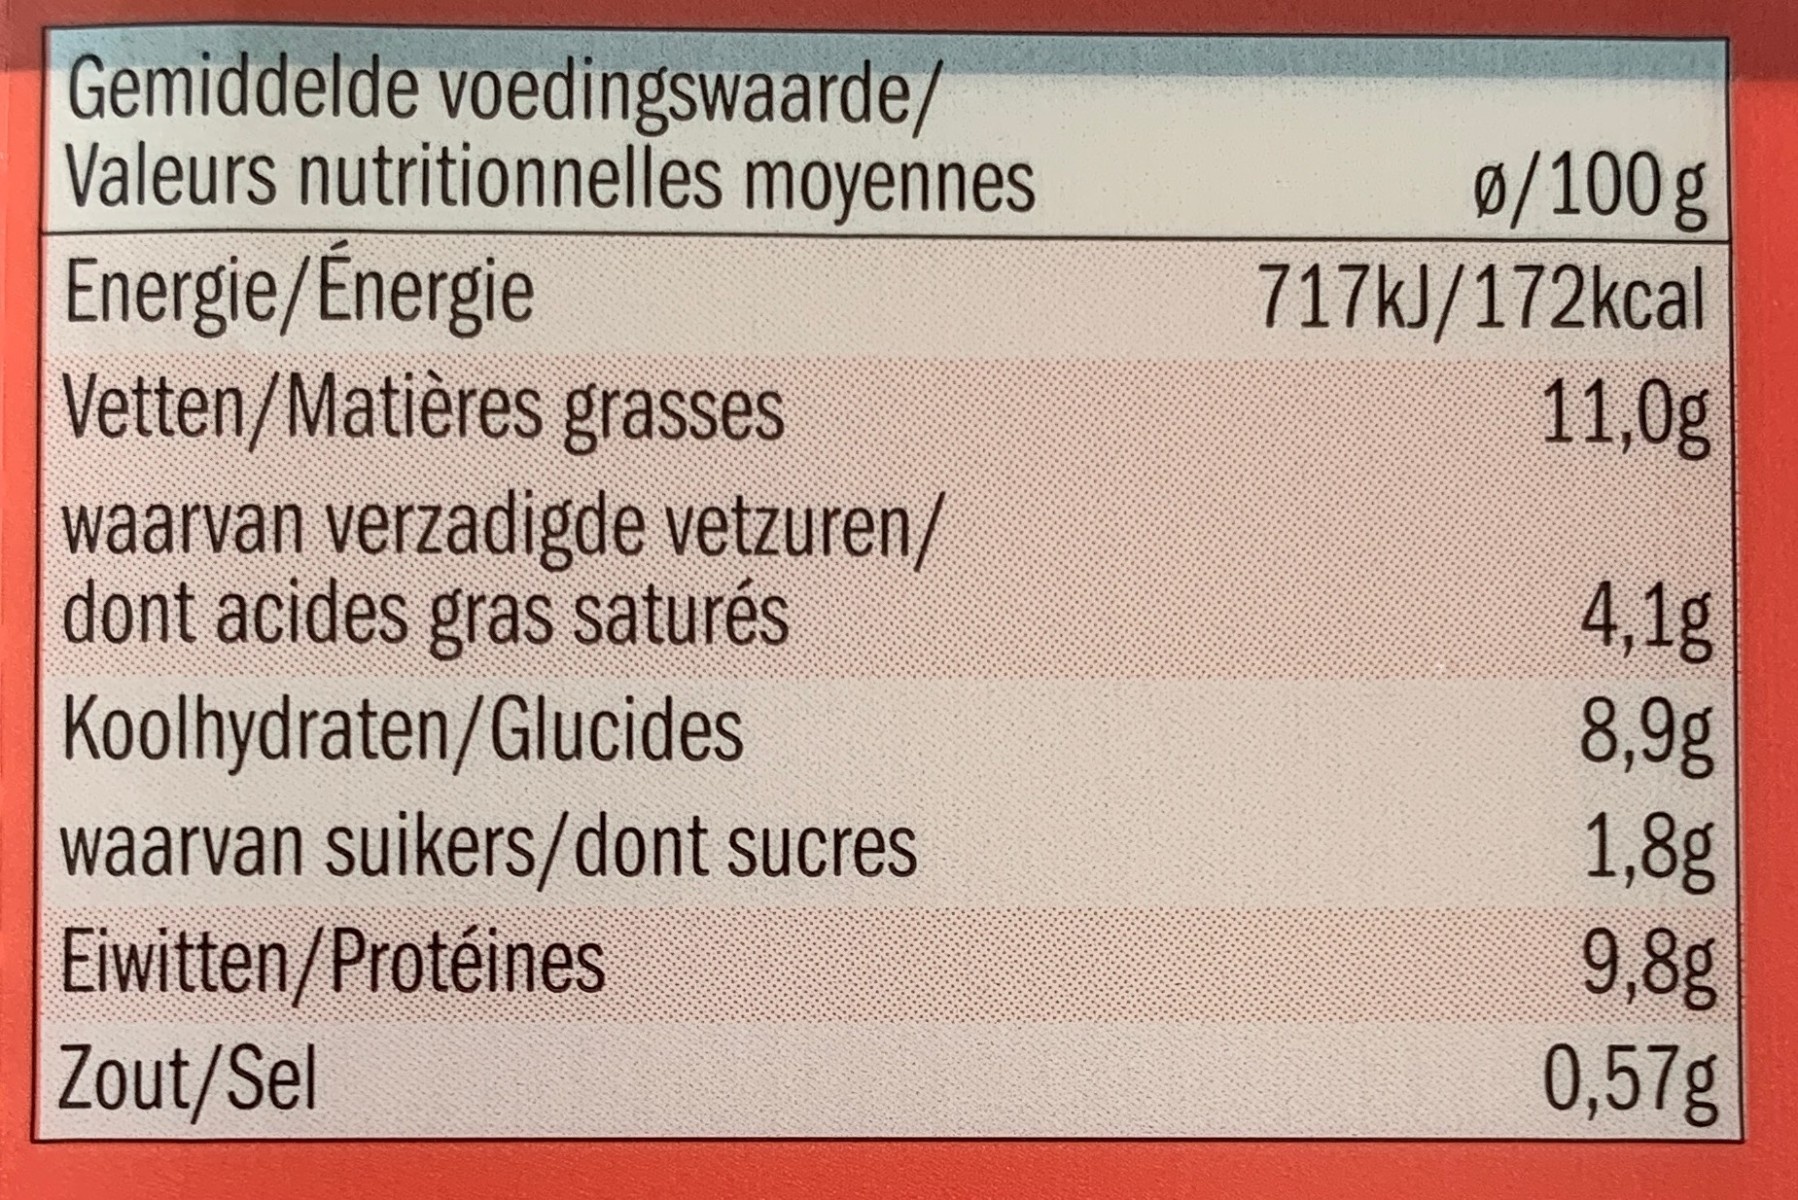 Gemiddelde voedingswaarde/
Valeurs nutritionnelles moyennes ø/100 g
Energie/Énergie 717kJ/172kcal
Vetten/Matières grasses 11,0g
waarvan verzadigde vetzuren/
dont acides gras saturés 4,1g
Koolhydraten/Glucides 8,9g
waarvan suikers/dont sucres 1,8g
Eiwitten/Protéines 9,8g
Zout/Sel 0,57g